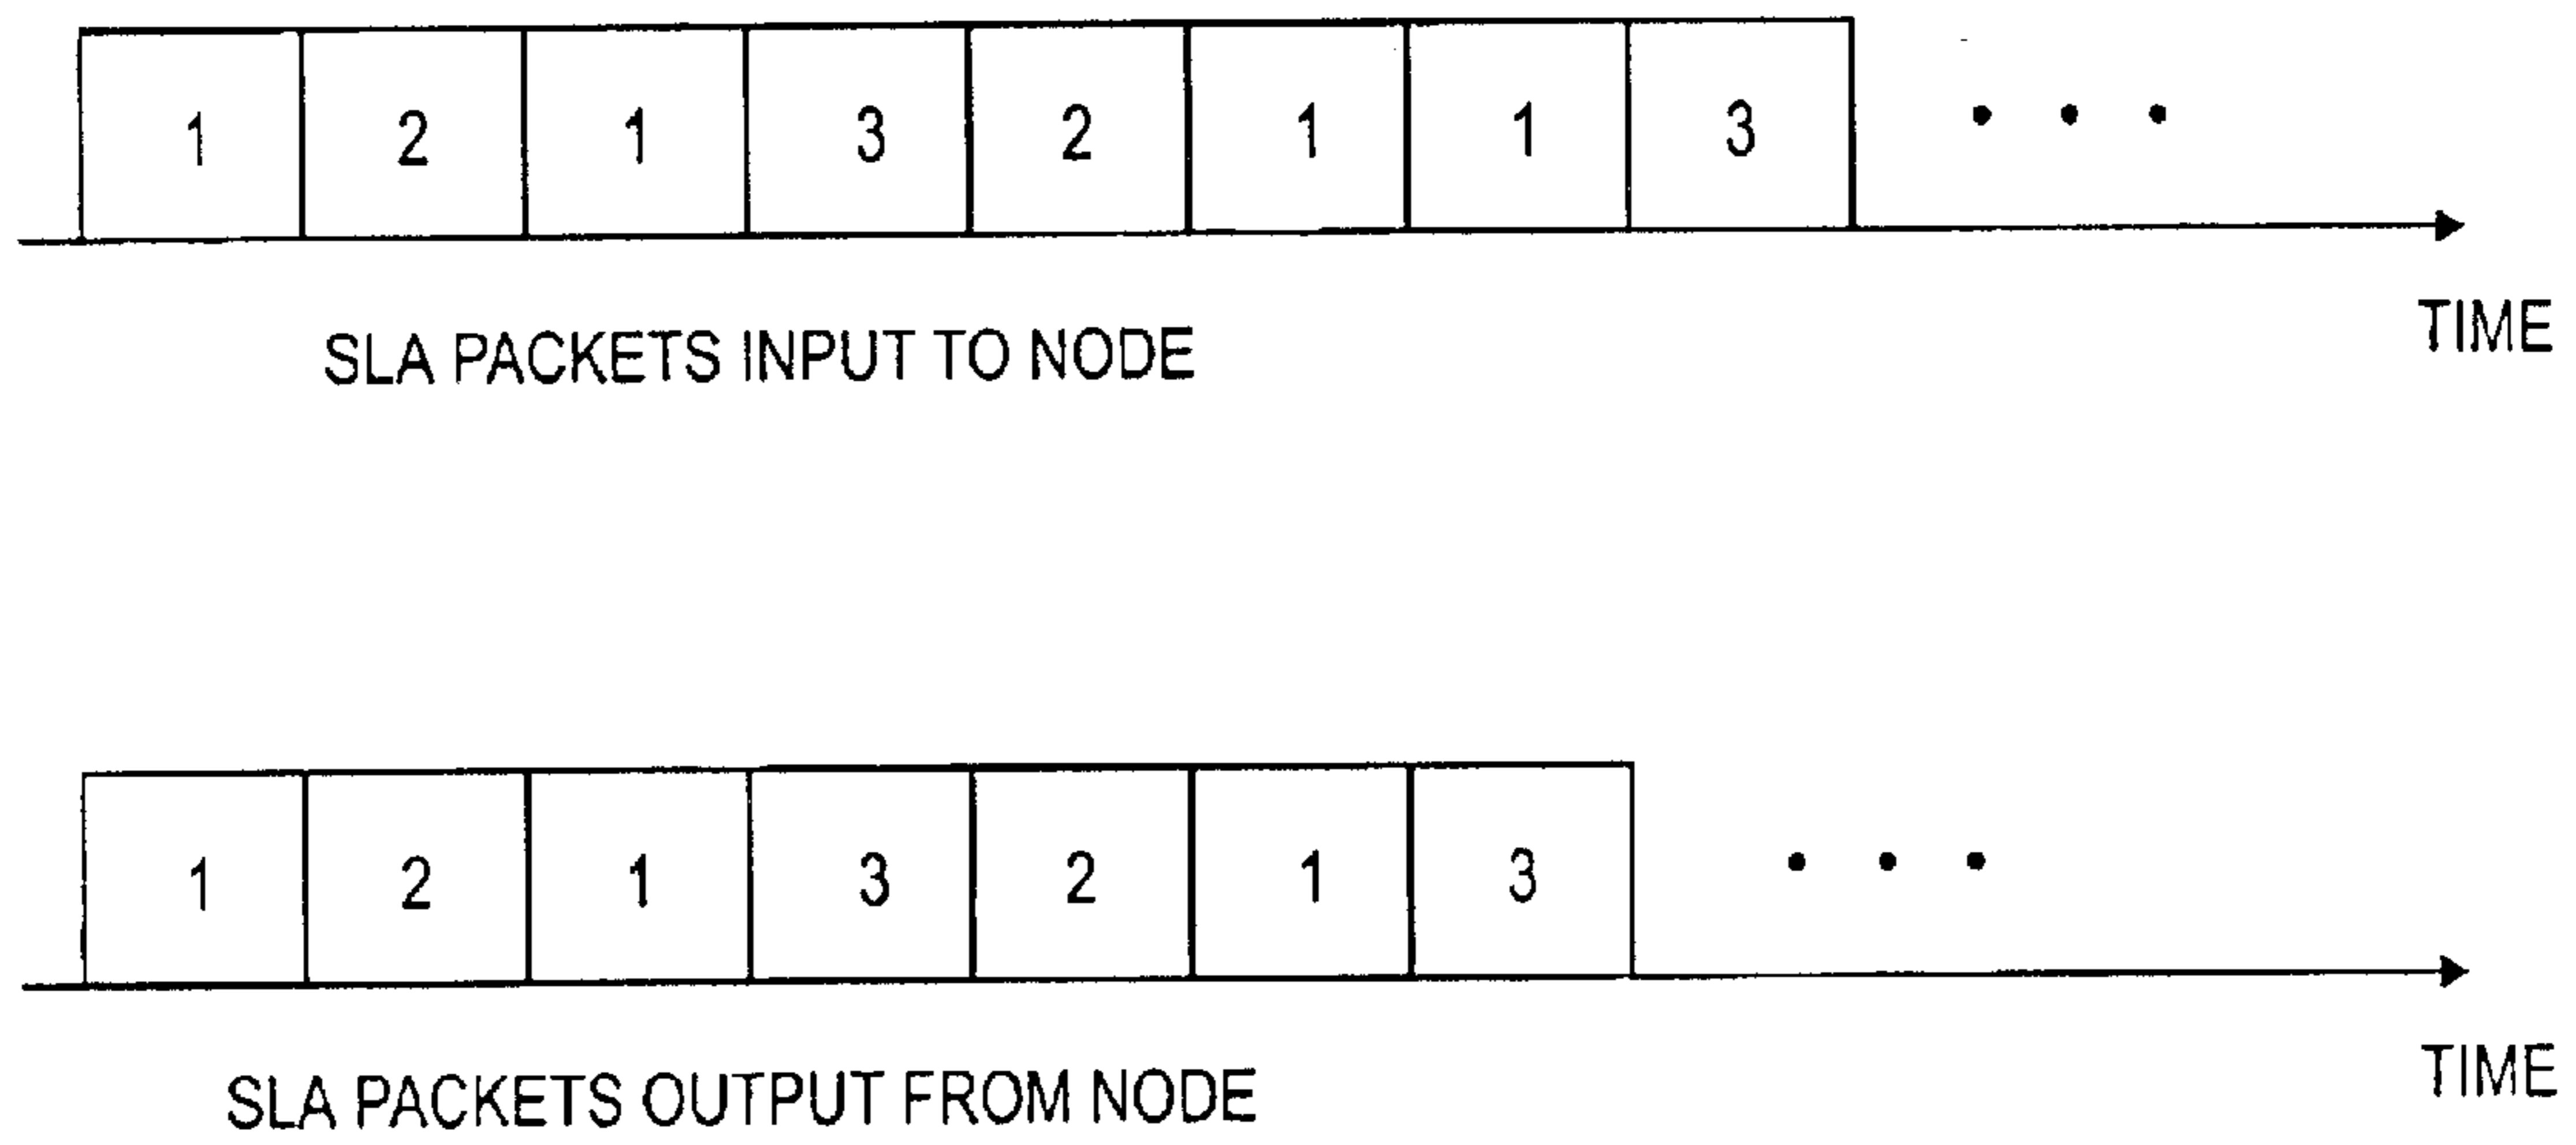 1 2 1 3 2 1 1 3 • • •
TIME
SLA PACKETS INPUT TO NODE
1 2 1 3 2 1 3 • • •
TIME
SLA PACKETS OUTPUT FROM NODE